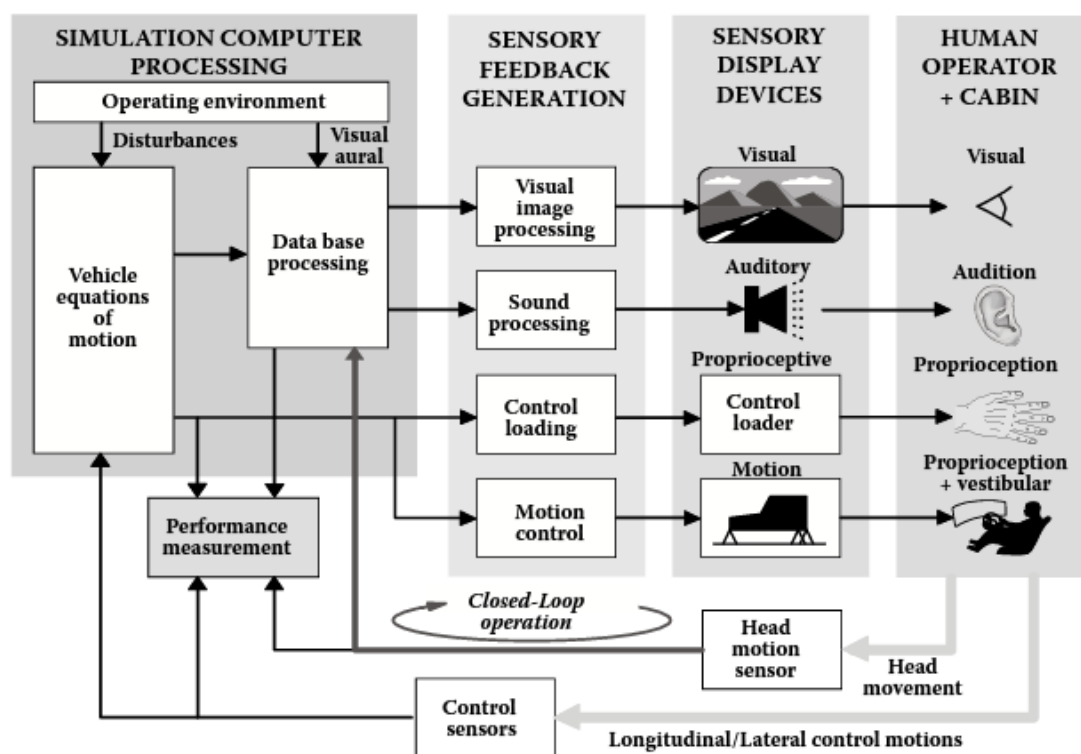 SIMULATION COMPUTER
PROCESSING
SENSORY
FEEDBACK
GENERATION
SENSORY
DISPLAY
DEVICES
HUMAN
OPERATOR
+ CABIN
Operating environment
Disturbances
Visual
aural
Vehicle
equations
of
motion
Data base
processing
Visual
image
processing
Visual
Visual
Sound
processing
Auditory
Audition
Control
loading
Proprioceptive
Control
loader
Proprioception
Motion
control
Motion
Proprioception
+ vestibular
Performance
measurement
Closed-Loop
operation
Head
motion
sensor
Head
movement
Control
sensors
Longitudinal/Lateral control motions